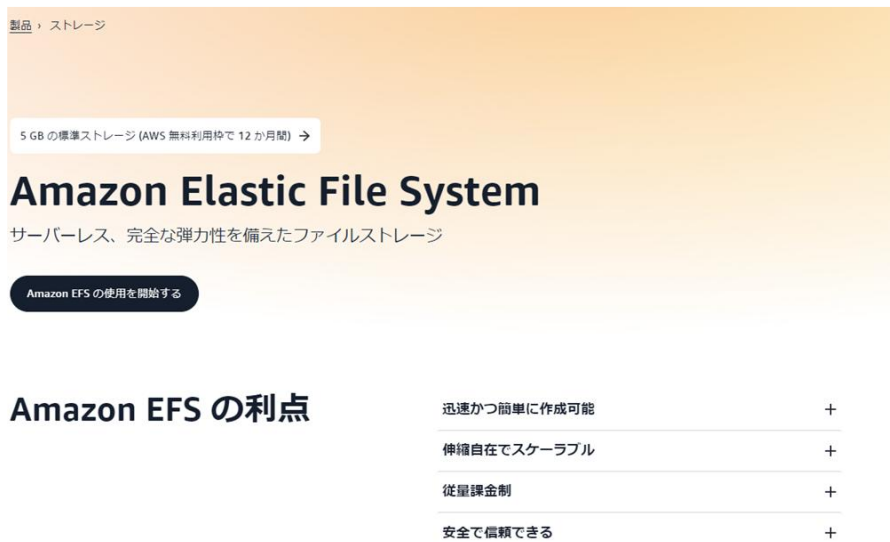 製品 › ストレージ
5 GB の標準ストレージ (AWS 無料利用枠で 12 か月間) →
Amazon Elastic File System
サーバーレス、完全な弾力性を備えたファイルストレージ
Amazon EFS の使用を開始する
Amazon EFS の利点
迅速かつ簡単に作成可能 +
伸縮自在でスケーラブル +
従量課金制 +
安全で信頼できる +